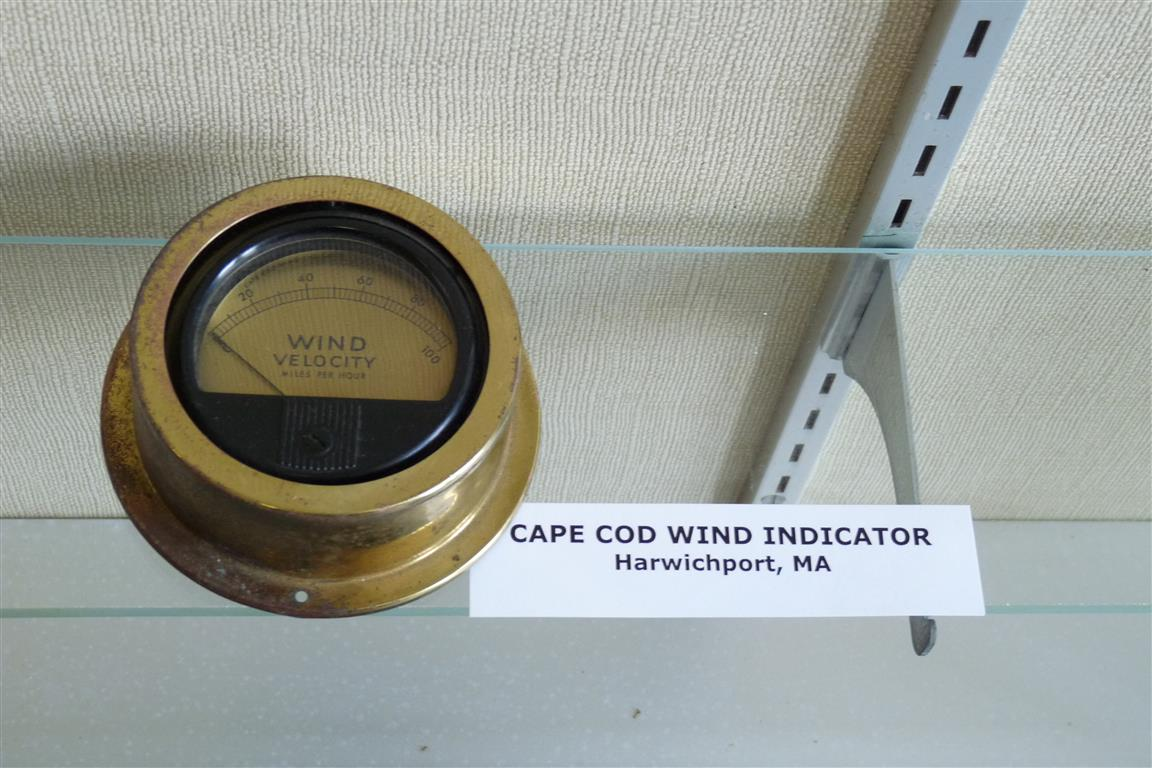 20 40 60 80 100
WIND
VELOCITY
MILES PER HOUR
CAPE COD WIND INDICATOR
Harwichport, MA